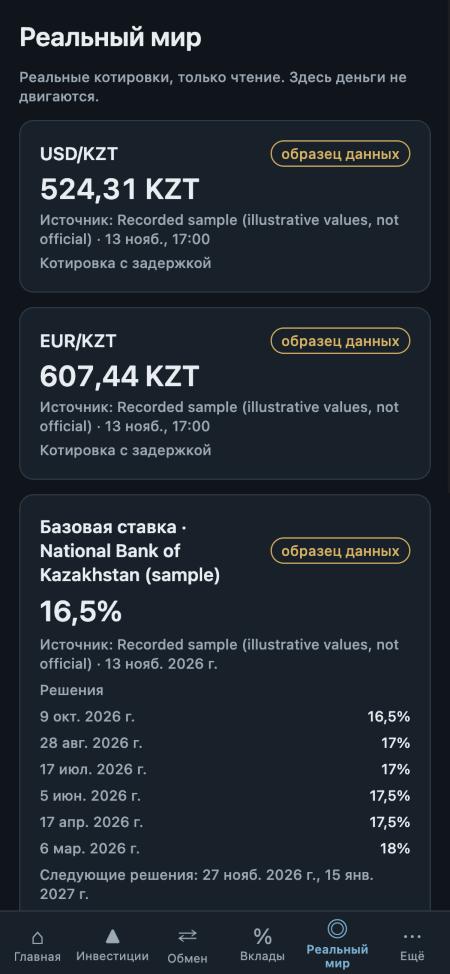 Реальный мир
Реальные котировки, только чтение. Здесь деньги не
двигаются.
USD/KZT
образец данных
524,31 KZT
Источник: Recorded sample (illustrative values, not
official) · 13 нояб., 17:00
Котировка с задержкой
EUR/KZT
образец данных
607,44 KZT
Источник: Recorded sample (illustrative values, not
official) · 13 нояб., 17:00
Котировка с задержкой
Базовая ставка ·
National Bank of
Kazakhstan (sample)
образец данных
16,5%
Источник: Recorded sample (illustrative values, not
official) · 13 нояб. 2026 г.
Решения
9 окт. 2026 г. 16,5%
28 авг. 2026 г. 17%
17 июл. 2026 г. 17%
5 июн. 2026 г. 17,5%
17 апр. 2026 г. 17,5%
6 мар. 2026 г. 18%
Следующие решения: 27 нояб. 2026 г., 15 янв.
2027 г.
Главная
Инвестиции
Обмен
% Вклады
Реальный
мир
Ещё